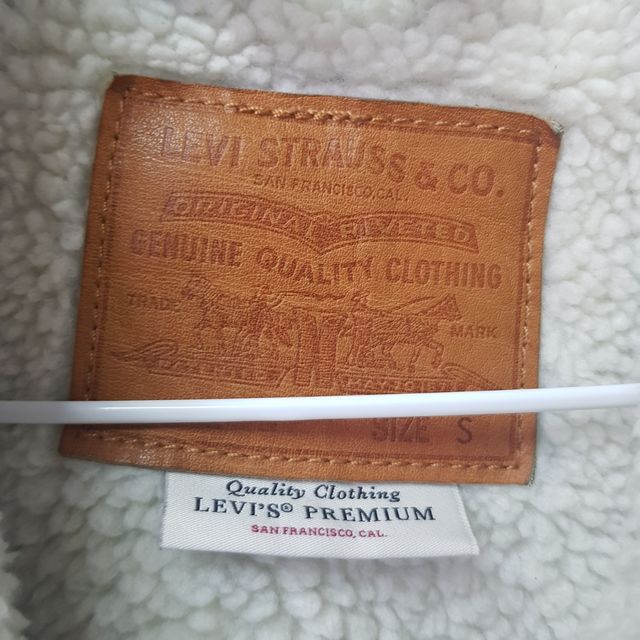 LEVI STRAUSS & CO.
SAN FRANCISCO, CAL.
ORIGINAL RIVETED
GENUINE QUALITY CLOTHING
TRADE MARK
SIZE S
Quality Clothing
LEVI'S® PREMIUM
SAN FRANCISCO, CAL.